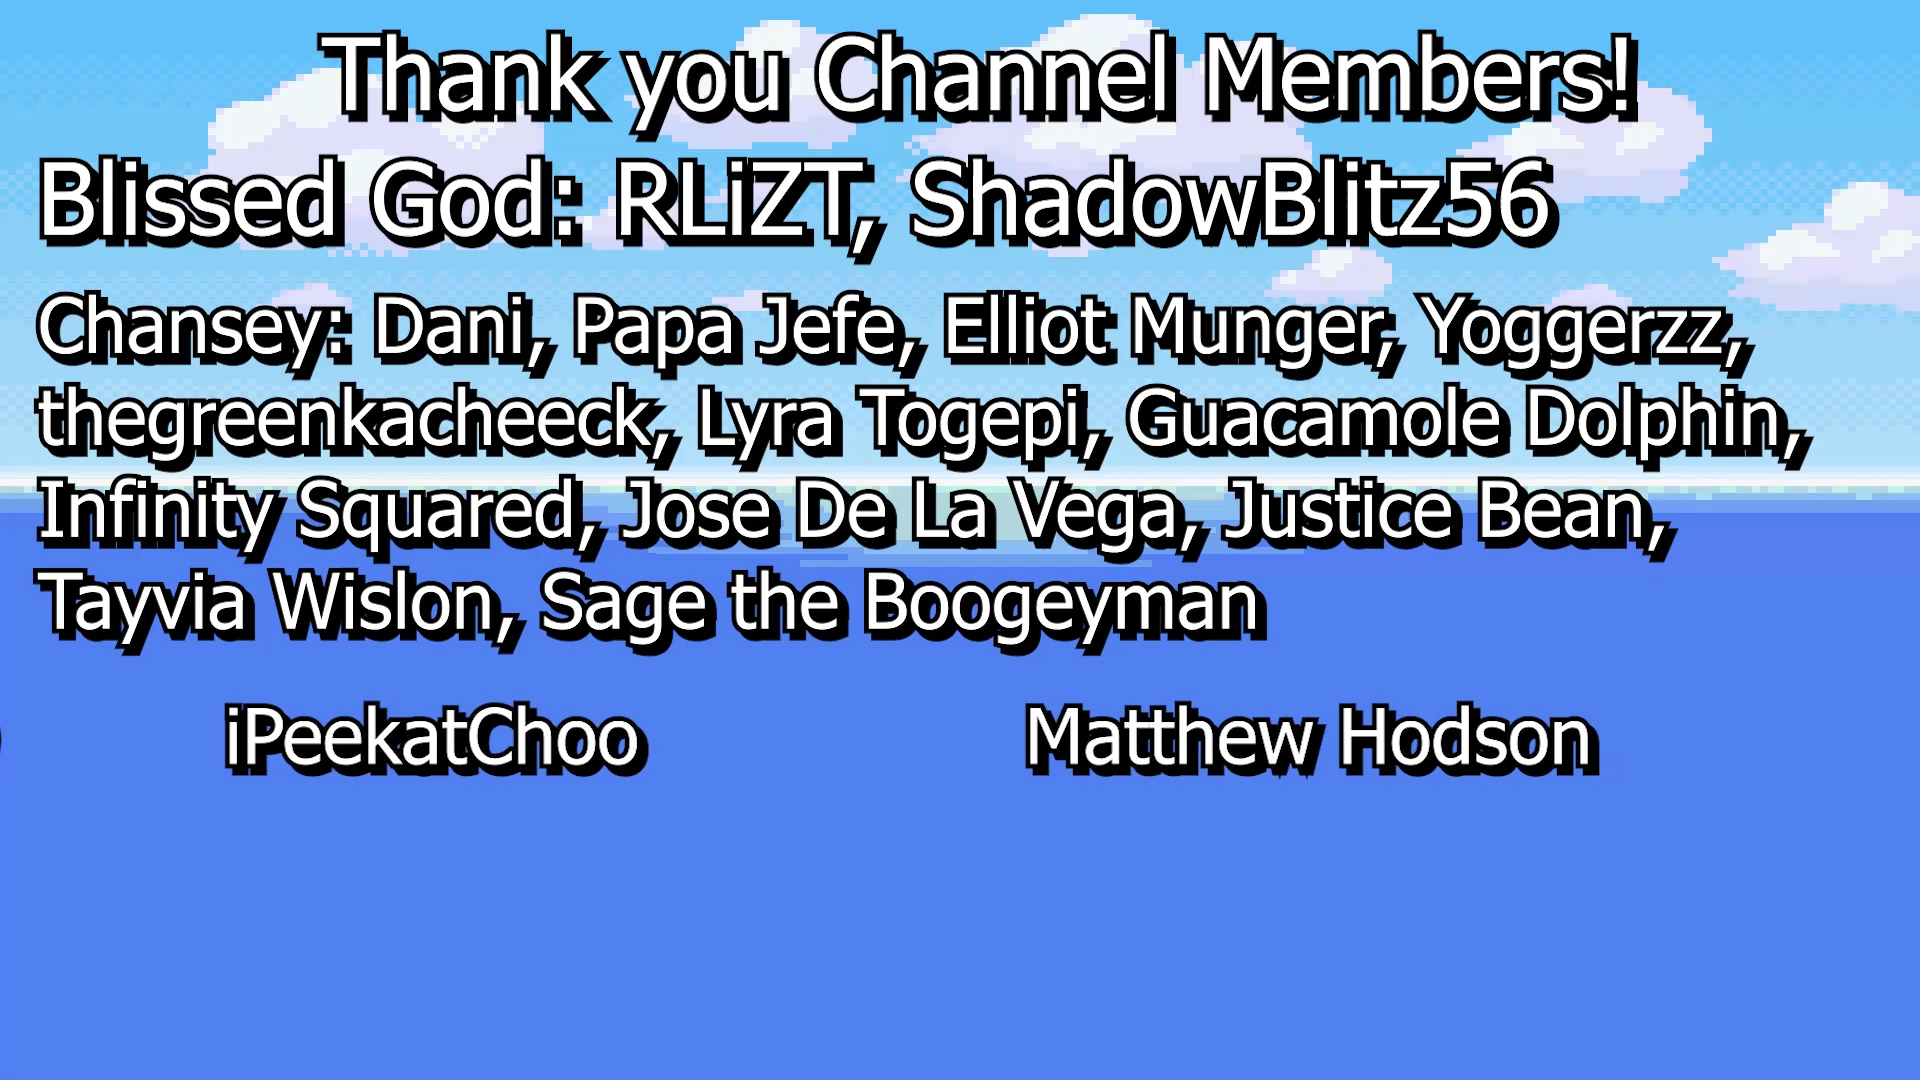 Thank you Channel Members!
Blissed God: RLiZT, ShadowBlitz56
Chansey: Dani, Papa Jefe, Elliot Munger, Yoggerzz,
thegreenkacheeck, Lyra Togepi, Guacamole Dolphin,
Infinity Squared, Jose De La Vega, Justice Bean,
Tayvia Wislon, Sage the Boogeyman
iPeekatChoo Matthew Hodson